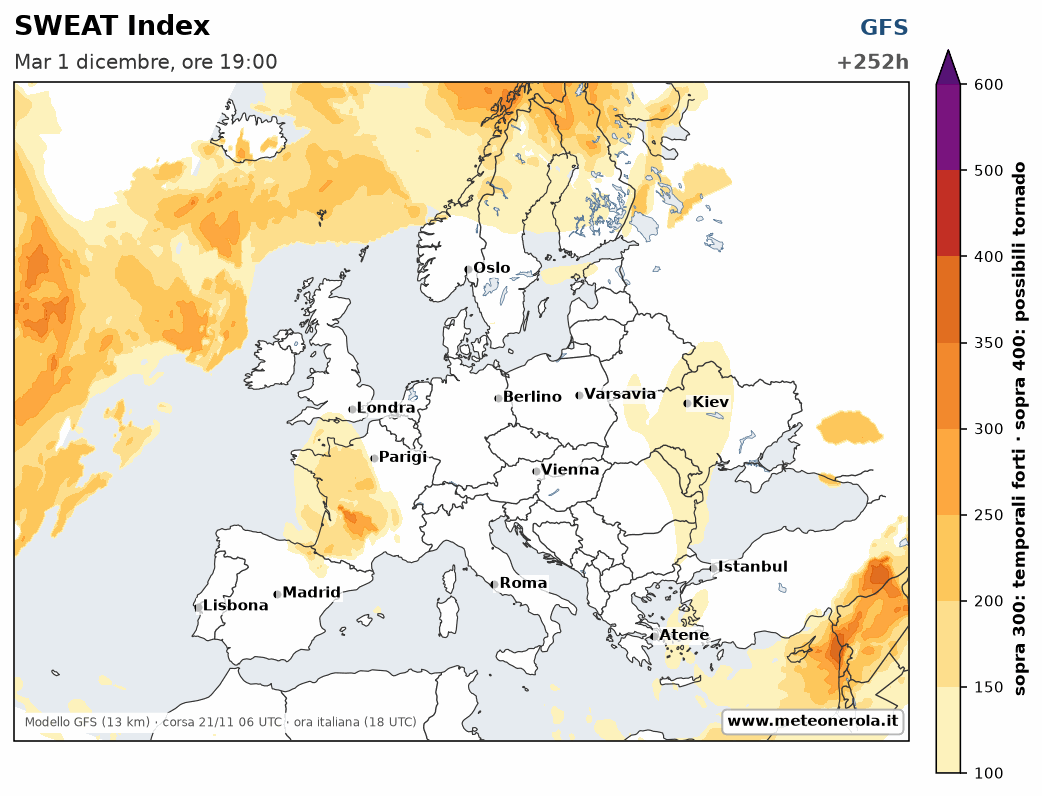 SWEAT Index
GFS
Mar 1 dicembre, ore 19:00
+252h
600
500
400
350
300
250
200
150
100
sopra 300: temporali forti · sopra 400: possibili tornado
Oslo
Berlino
Varsavia
Londra
Kiev
Parigi
Vienna
Istanbul
Roma
Madrid
Lisbona
Atene
Modello GFS (13 km) · corsa 21/11 06 UTC · ora italiana (18 UTC)
www.meteonerola.it